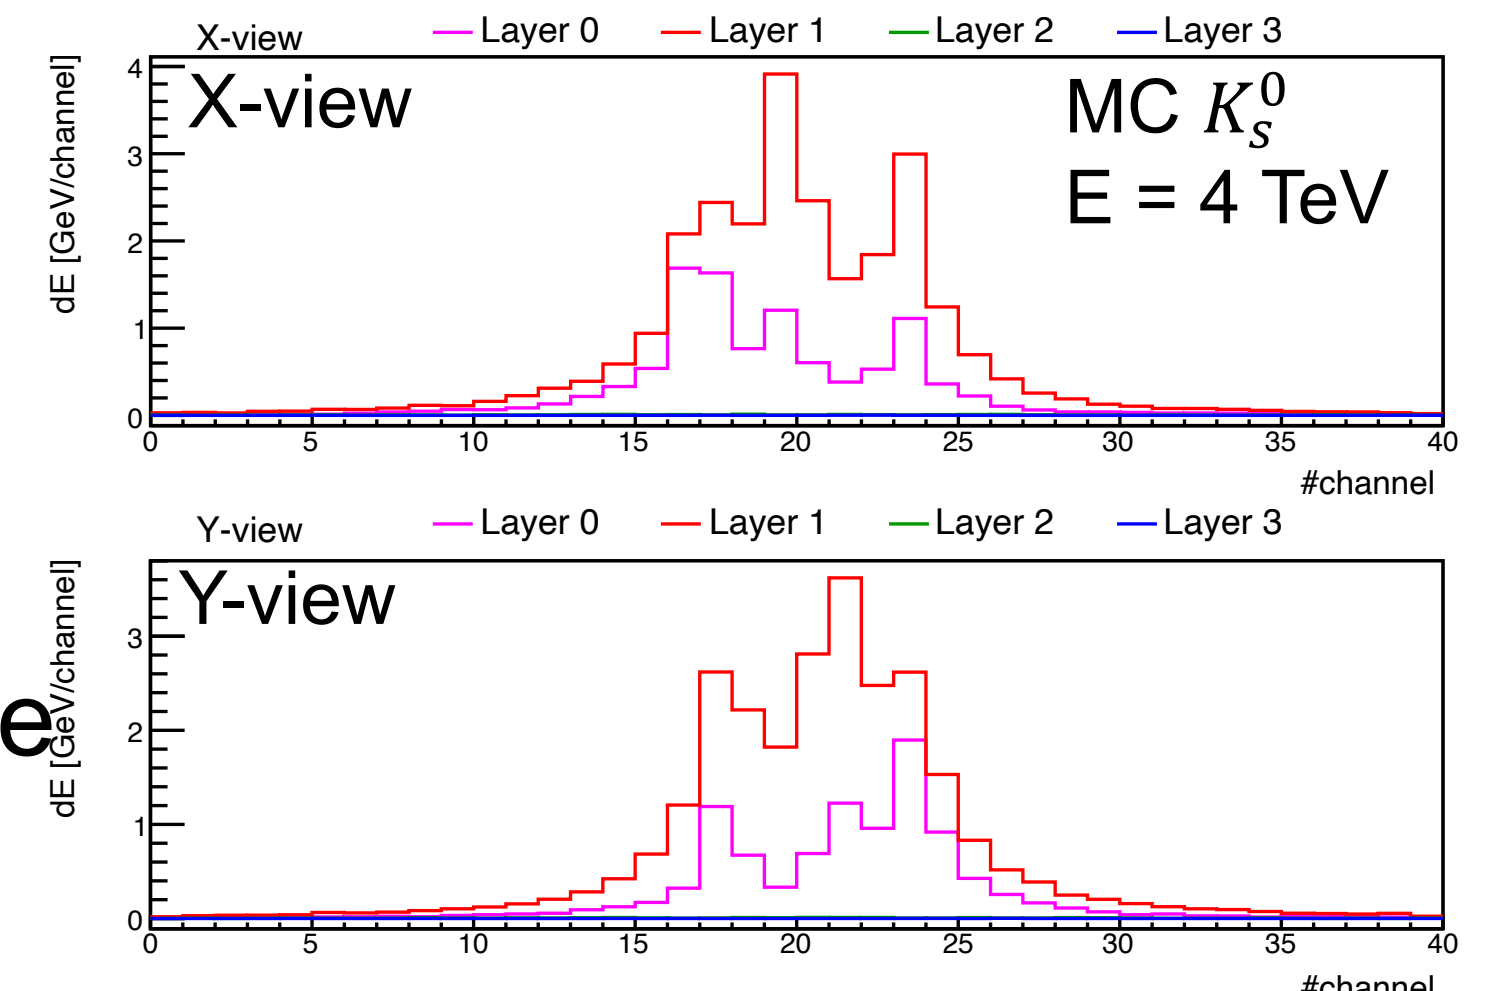 X-view Layer 0 Layer 1 Layer 2 Layer 3
X-view
MC K_s^0
E = 4 TeV
dE [GeV/channel]
4
3
2
1
0
0 5 10 15 20 25 30 35 40
#channel
Y-view Layer 0 Layer 1 Layer 2 Layer 3
Y-view
e
dE [GeV/channel]
3
2
1
0
0 5 10 15 20 25 30 35 40
#channel